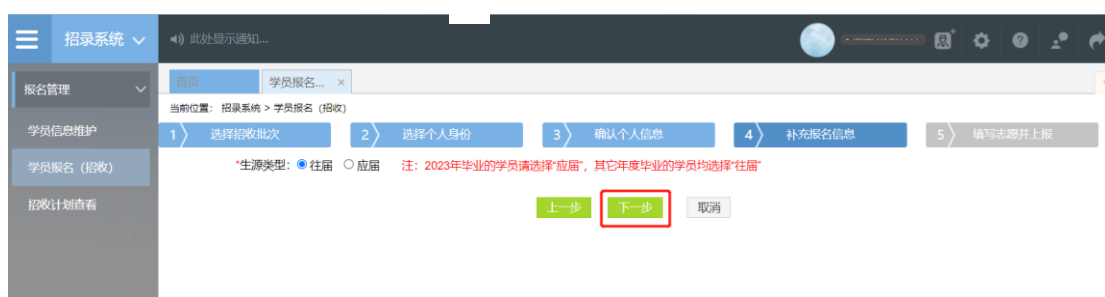 招录系统
此处显示通知...
报名管理
首页
学员报名... ×
当前位置: 招录系统 > 学员报名 (招收)
学员信息维护
1 选择招收批次 2 选择个人身份 3 确认个人信息 4 补充报名信息 5 填写志愿并上报
学员报名 (招收)
*生源类型: 往届 应届 注: 2023年毕业的学员请选择“应届", 其它年度毕业的学员均选择“往届"
招收计划查看
上一步 下一步 取消